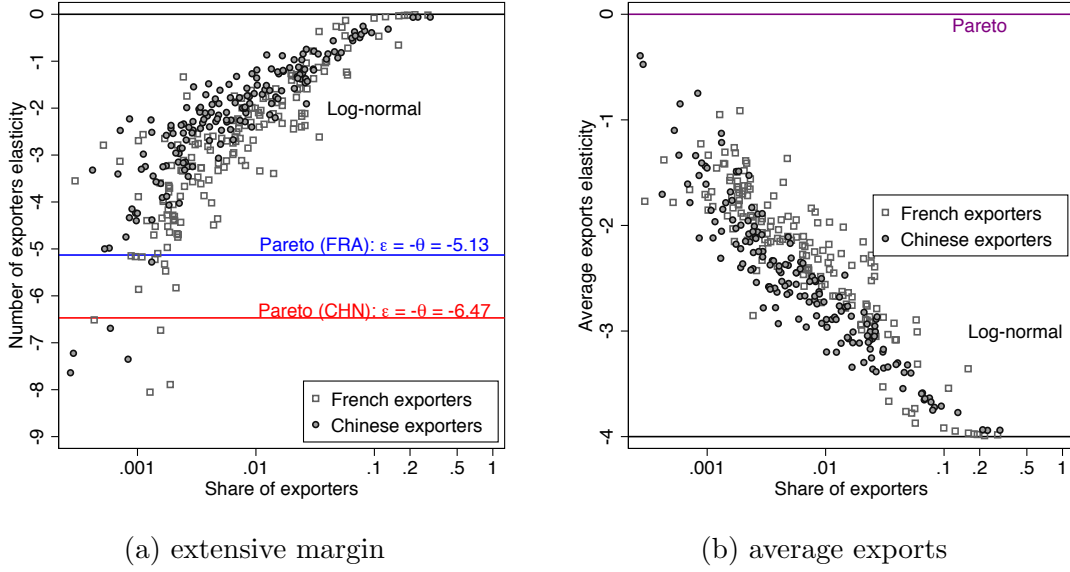 0
-1
-2
-3
-4
-5
-6
-7
-8
-9
Number of exporters elasticity
Log-normal
Pareto (FRA): ε = -θ = -5.13
Pareto (CHN): ε = -θ = -6.47
French exporters
Chinese exporters
.001 .01 .1 .2 .5 1
Share of exporters
(a) extensive margin
0
-1
-2
-3
-4
Average exports elasticity
Pareto
French exporters
Chinese exporters
Log-normal
.001 .01 .1 .2 .5 1
Share of exporters
(b) average exports